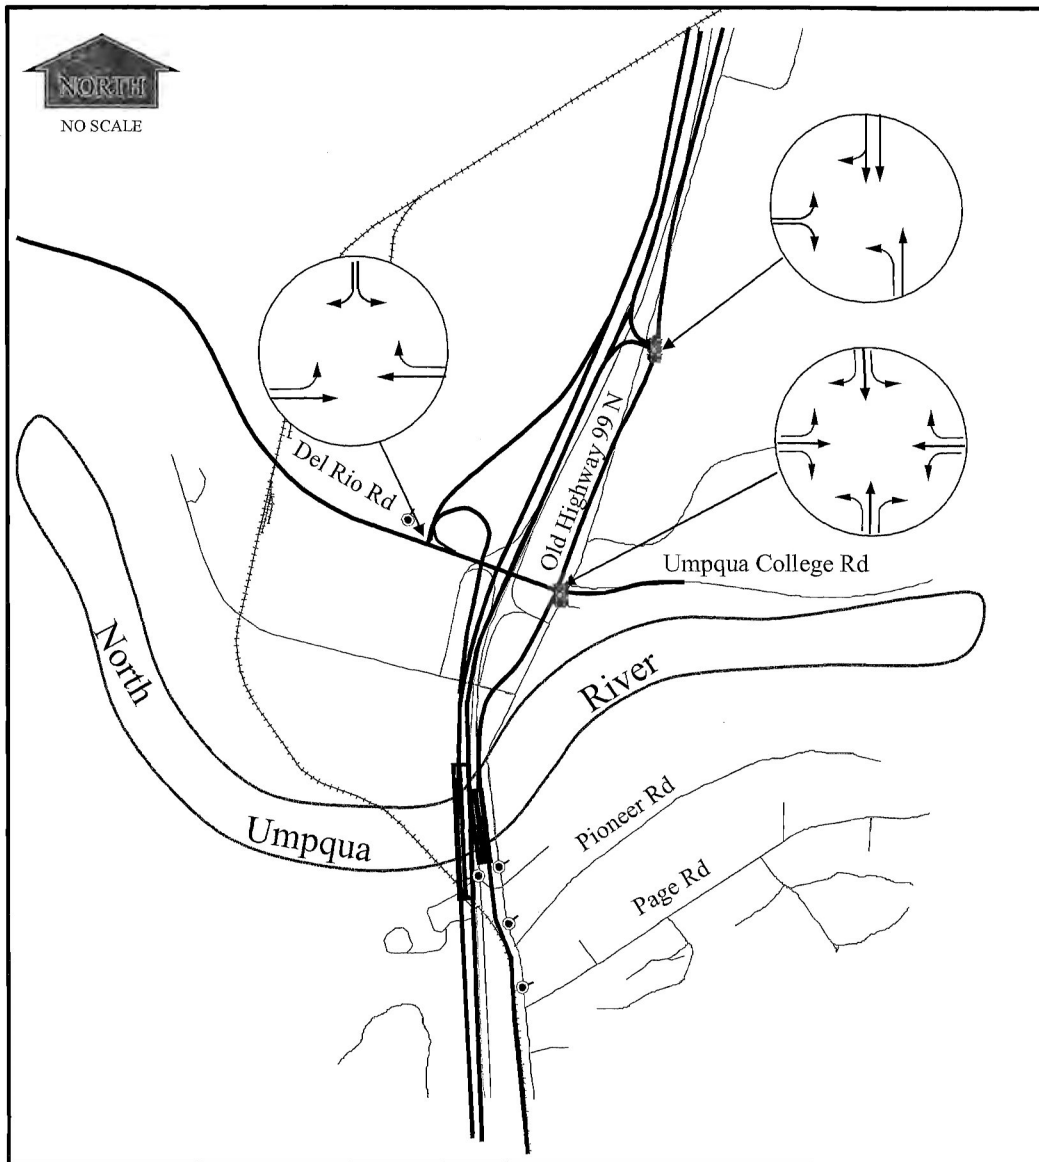 NORTH
NO SCALE
Del Rio Rd
Old Highway 99 N
Umpqua College Rd
North
Umpqua
River
Pioneer Rd
Page Rd